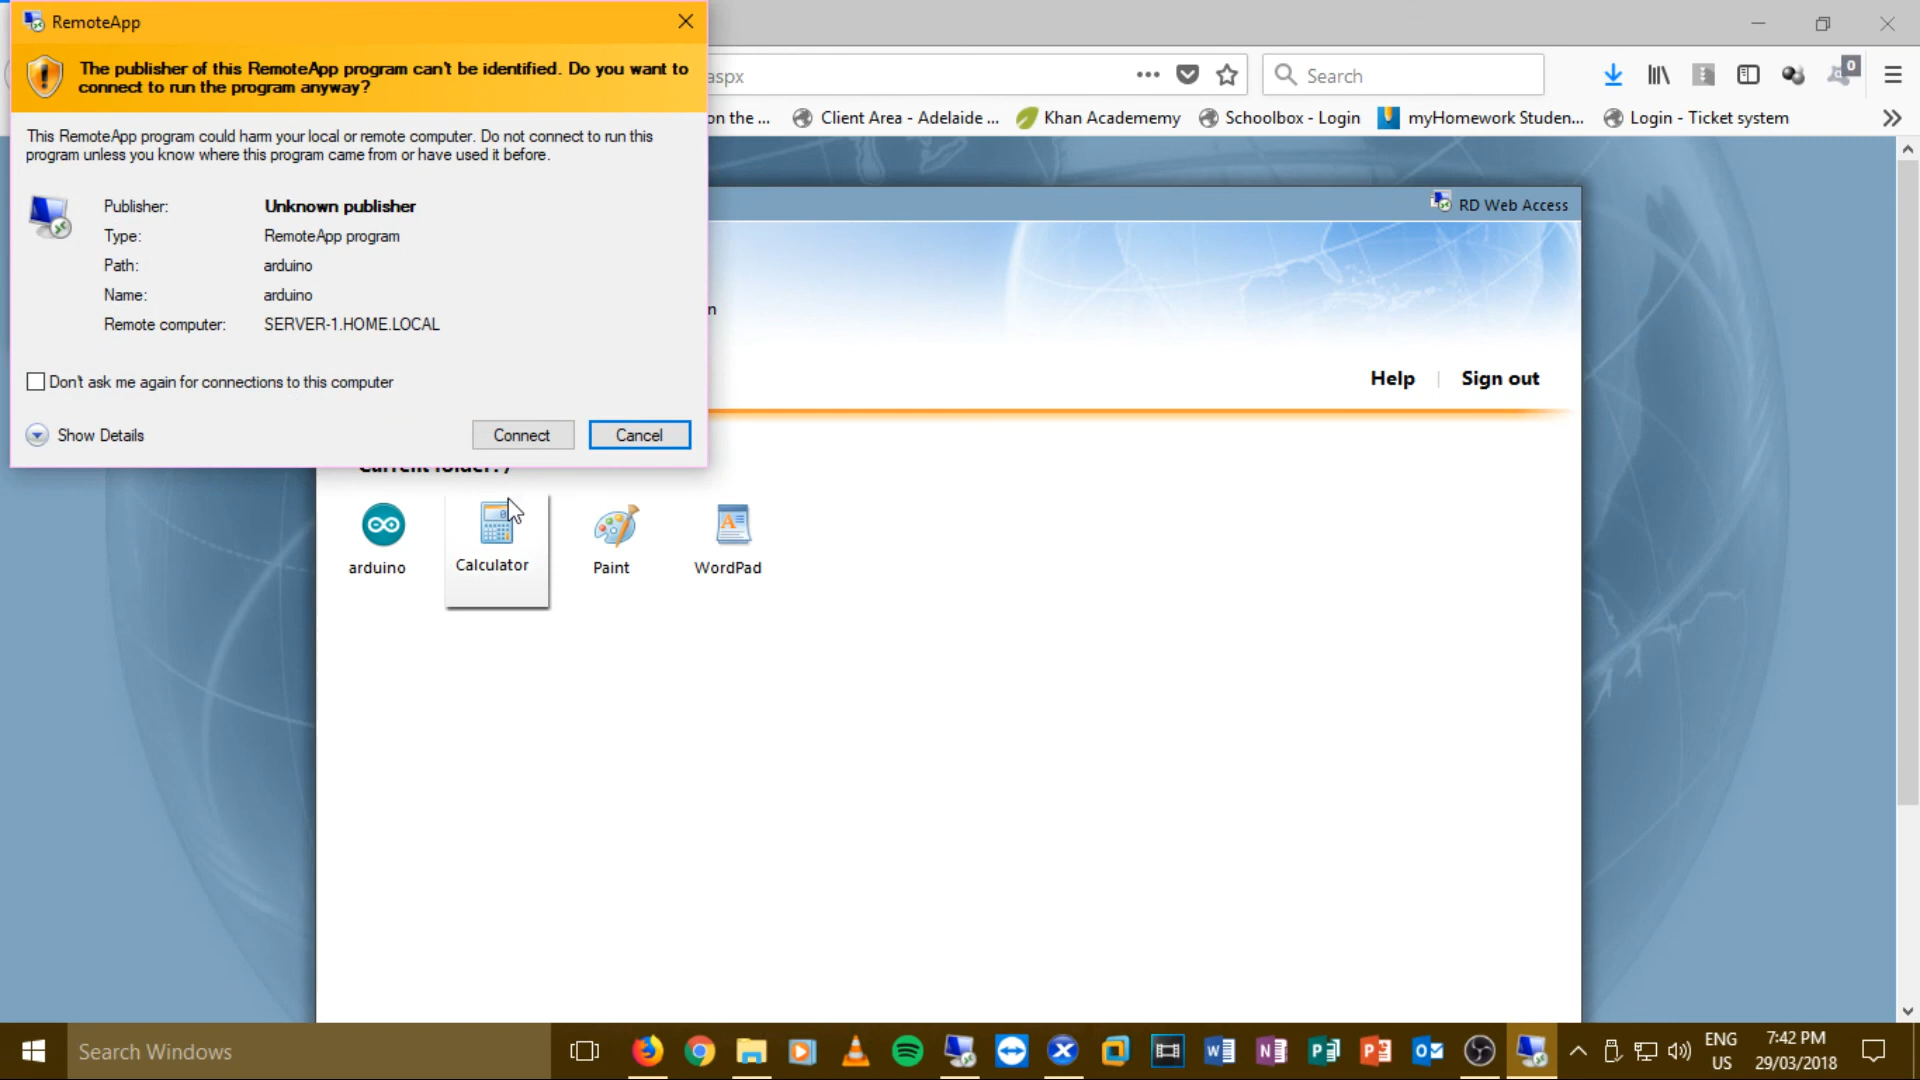 RemoteApp
The publisher of this RemoteApp program can't be identified. Do you want to
connect to run the program anyway?
This RemoteApp program could harm your local or remote computer. Do not connect to run this
program unless you know where this program came from or have used it before.
Publisher: Unknown publisher
Type: RemoteApp program
Path: arduino
Name: arduino
Remote computer: SERVER-1.HOME.LOCAL
Don't ask me again for connections to this computer
Show Details
Connect Cancel
aspx
Search
0
on the ... Client Area - Adelaide ... Khan Academemy Schoolbox - Login myHomework Studen... Login - Ticket system
RD Web Access
n
Help | Sign out
Current folder: /
arduino Calculator Paint WordPad
Search Windows
ENG
US
7:42 PM
29/03/2018